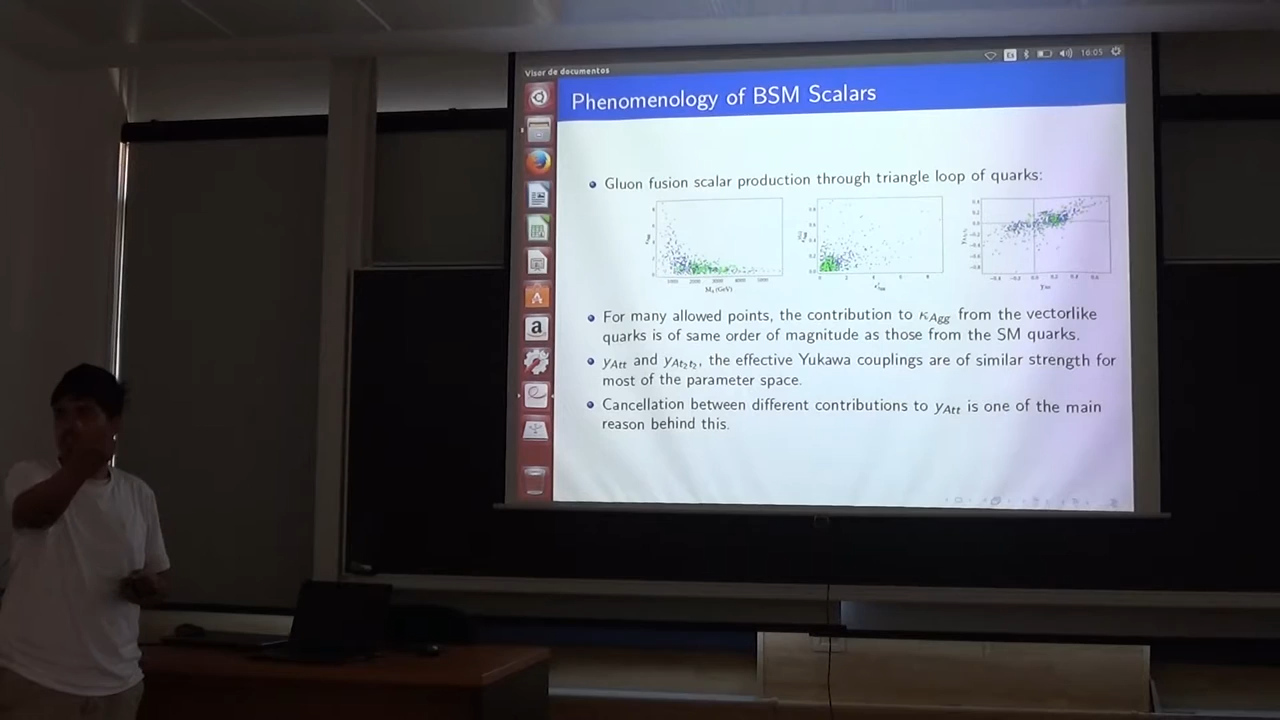 Visor de documentos
Es
16:05
Phenomenology of BSM Scalars
Gluon fusion scalar production through triangle loop of quarks:
For many allowed points, the contribution to κAgg from the vectorlike
quarks is of same order of magnitude as those from the SM quarks.
yAtt and yAt2t2, the effective Yukawa couplings are of similar strength for
most of the parameter space.
Cancellation between different contributions to yAtt is one of the main
reason behind this.